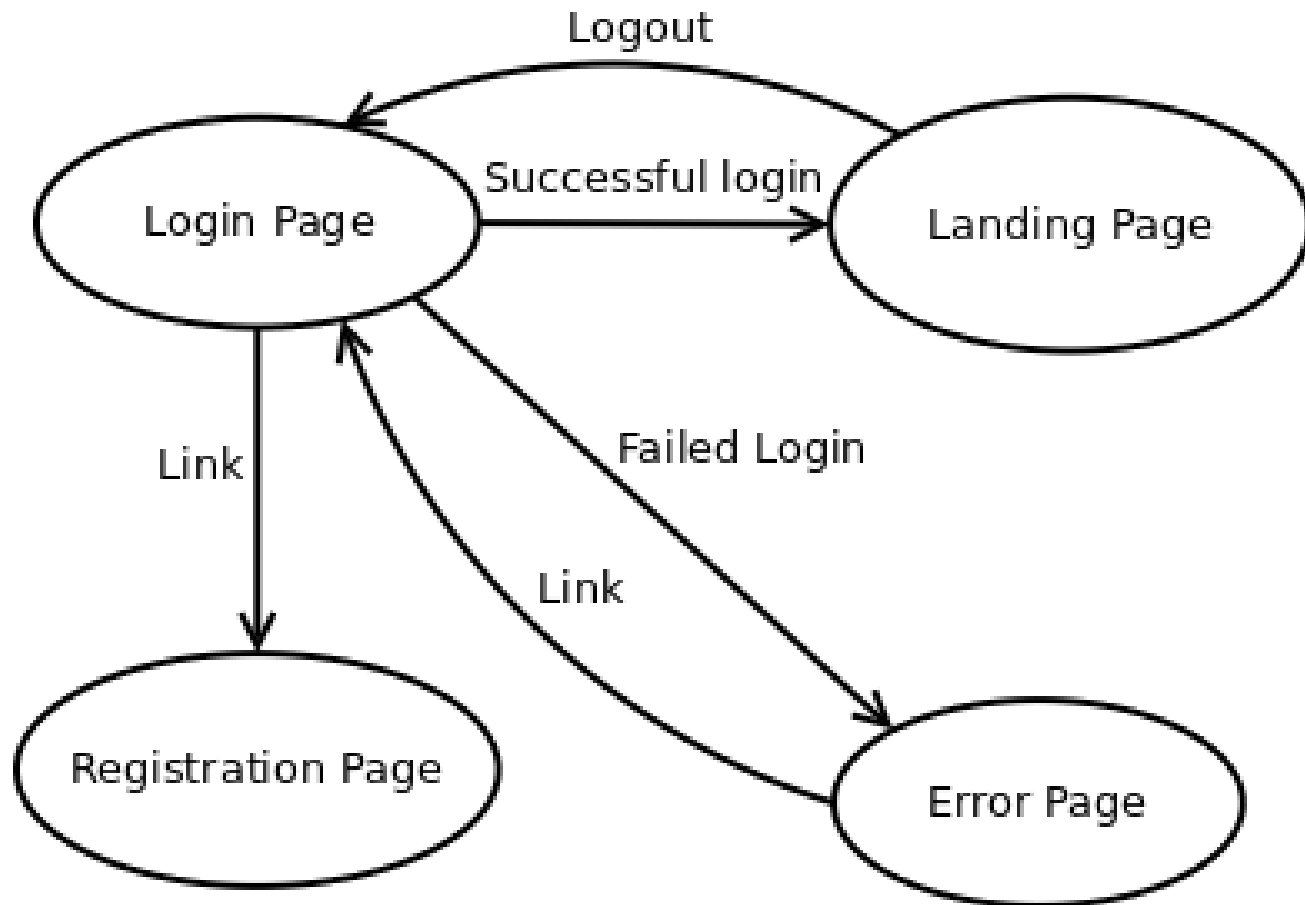 Logout
Successful login
Login Page
Landing Page
Failed Login
Link
Link
Registration Page
Error Page